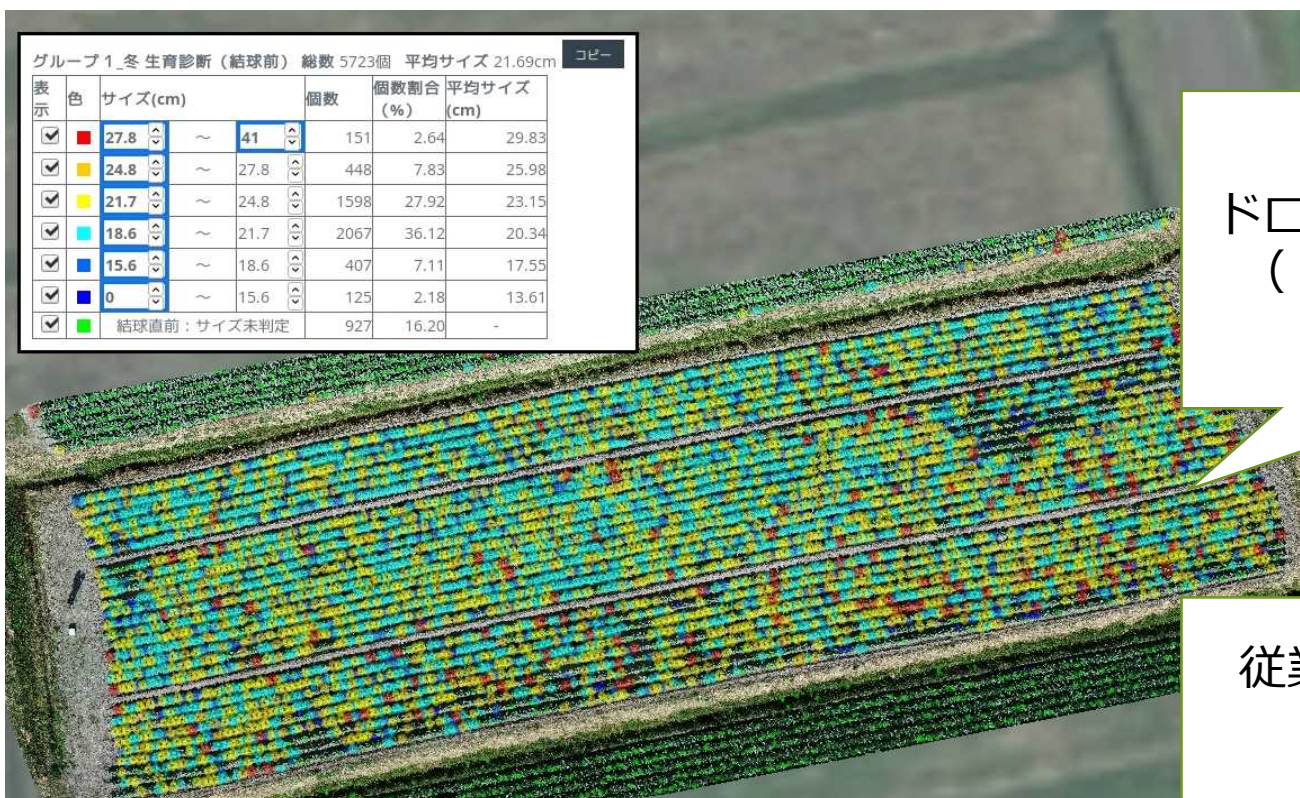 グループ 1_冬 生育診断（結球前） 総数 5723個 平均サイズ 21.69cm コピー
表示 色 サイズ(cm) 個数 個数割合（%） 平均サイズ(cm)
27.8 ～ 41 151 2.64 29.83
24.8 ～ 27.8 448 7.83 25.98
21.7 ～ 24.8 1598 27.92 23.15
18.6 ～ 21.7 2067 36.12 20.34
15.6 ～ 18.6 407 7.11 17.55
0 ～ 15.6 125 2.18 13.61
結球直前：サイズ未判定 927 16.20 -
ドロ
（
従業